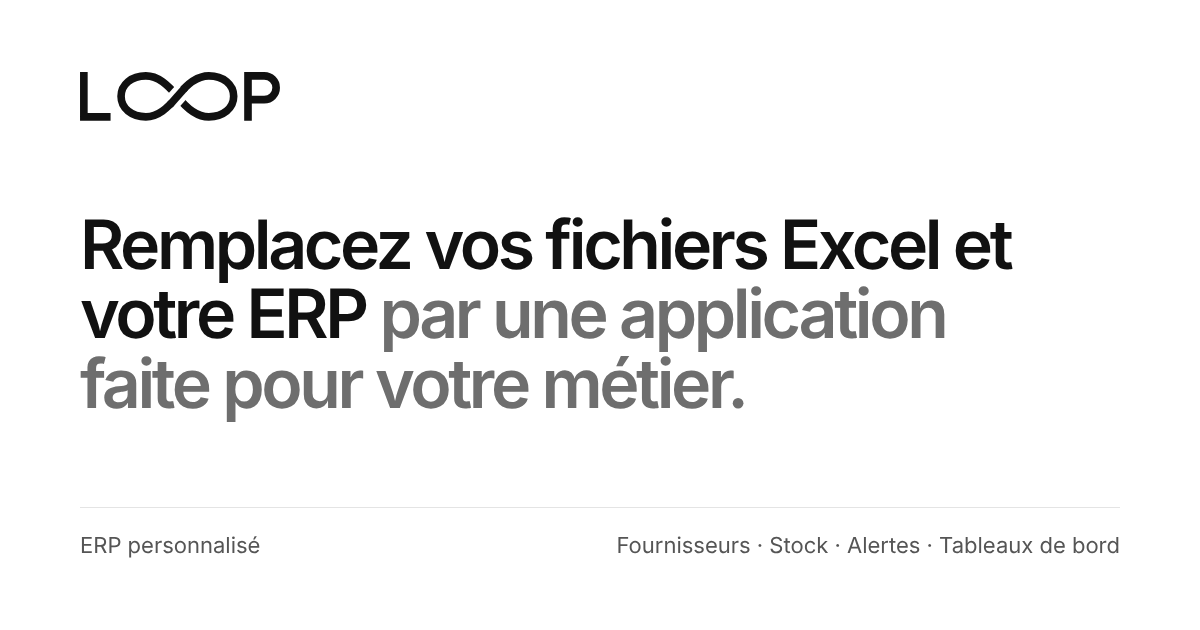 LOOP
Remplacez vos fichiers Excel et
votre ERP par une application
faite pour votre métier.
ERP personnalisé
Fournisseurs · Stock · Alertes · Tableaux de bord